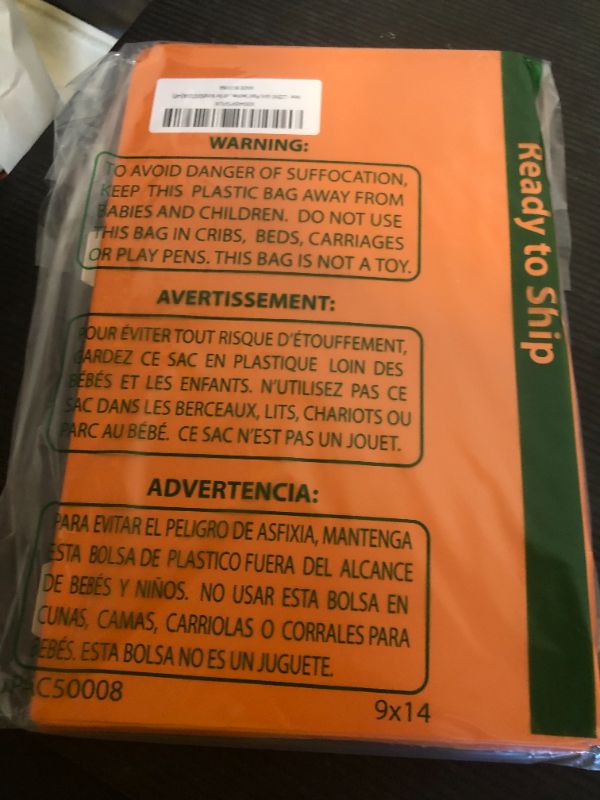 WARNING:
TO AVOID DANGER OF SUFFOCATION,
KEEP THIS PLASTIC BAG AWAY FROM
BABIES AND CHILDREN. DO NOT USE
THIS BAG IN CRIBS, BEDS, CARRIAGES
OR PLAY PENS. THIS BAG IS NOT A TOY.
AVERTISSEMENT:
POUR ÉVITER TOUT RISQUE D'ÉTOUFFEMENT,
GARDEZ CE SAC EN PLASTIQUE LOIN DES
BÉBÉS ET LES ENFANTS. N'UTILISEZ PAS CE
SAC DANS LES BERCEAUX, LITS, CHARIOTS OU
PARC AU BÉBÉ. CE SAC N'EST PAS UN JOUET.
ADVERTENCIA:
PARA EVITAR EL PELIGRO DE ASFIXIA, MANTENGA
ESTA BOLSA DE PLASTICO FUERA DEL ALCANCE
DE BEBÉS Y NIÑOS. NO USAR ESTA BOLSA EN
CUNAS, CAMAS, CARRIOLAS O CORRALES PARA
BEBÉS. ESTA BOLSA NO ES UN JUGUETE.
9x14
Ready to Ship